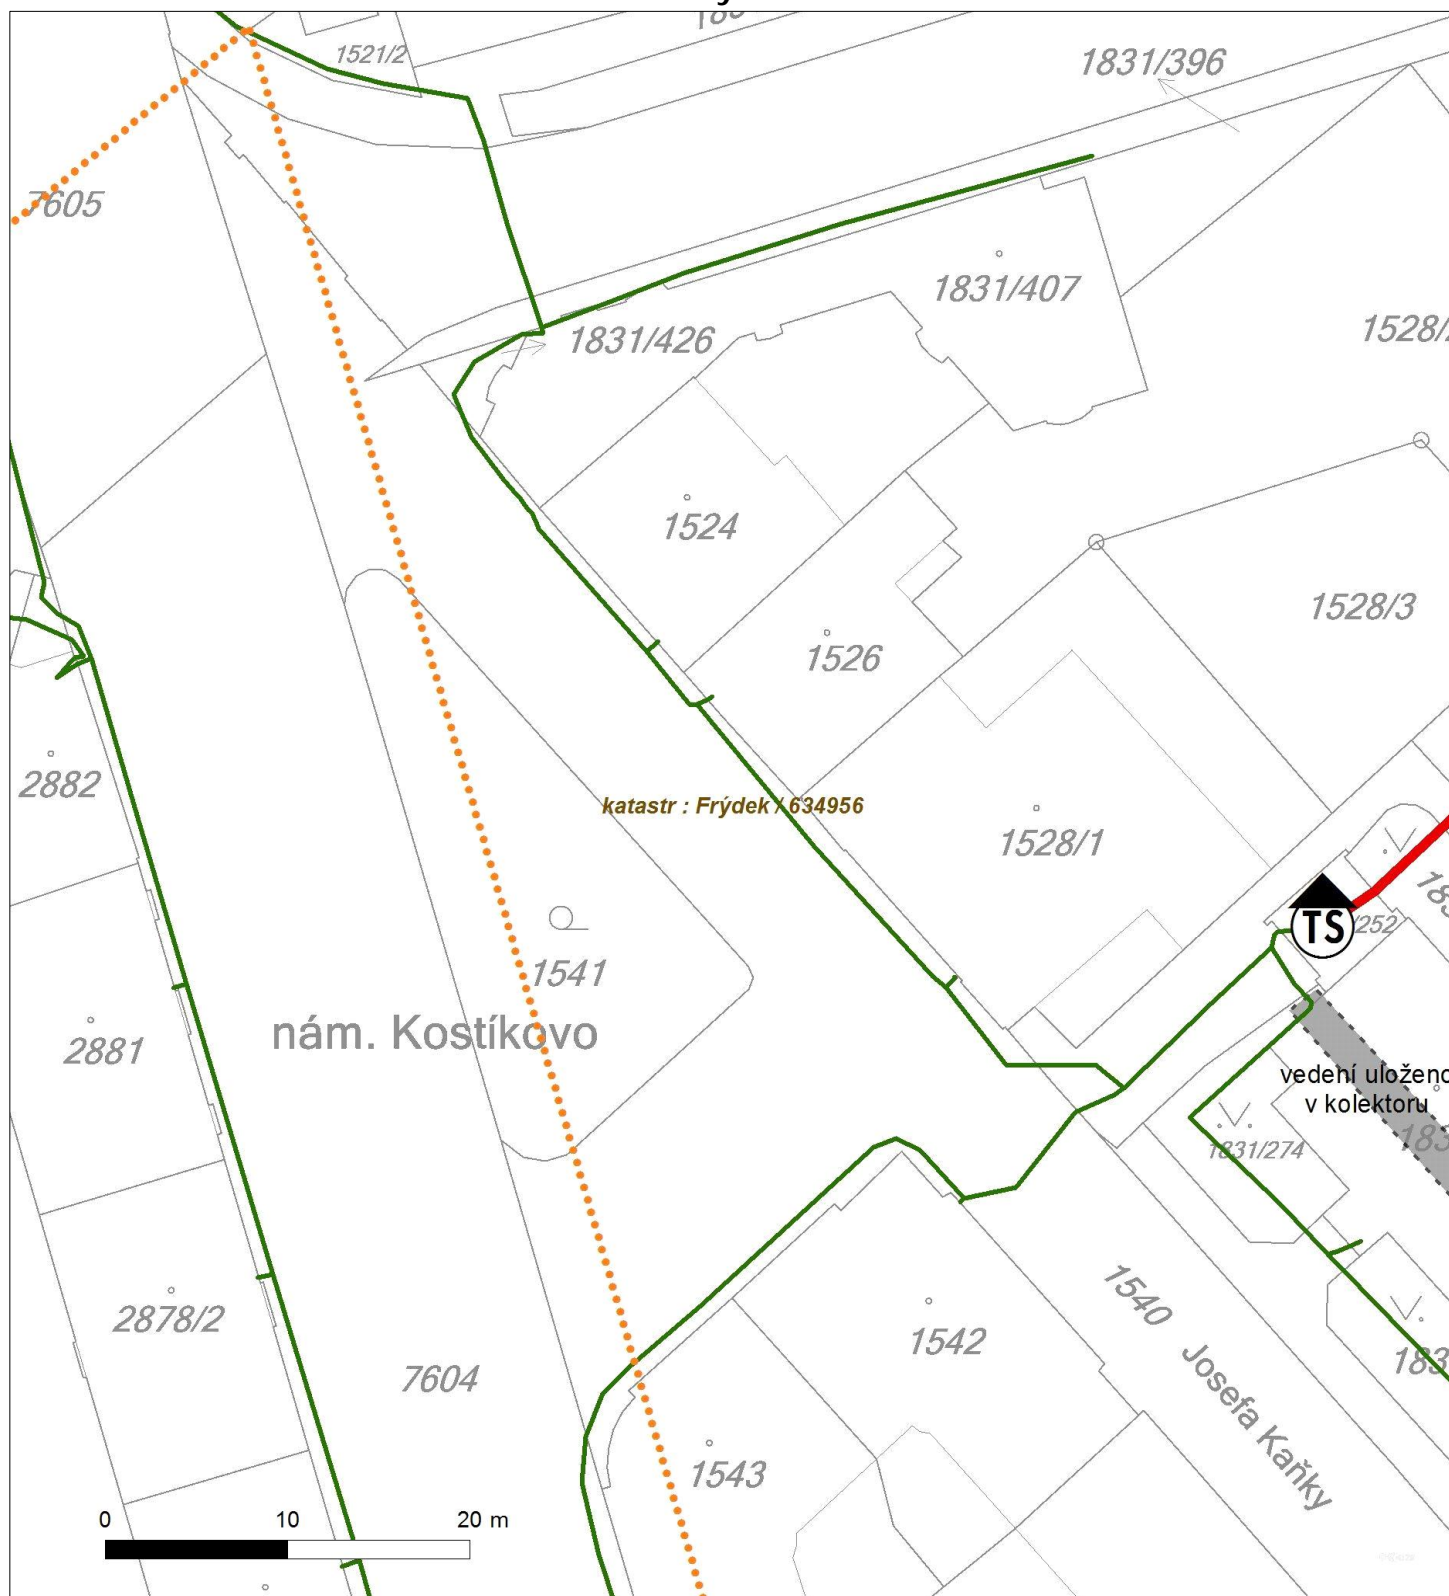 1521/2
1831/396
7605
1831/407
1831/426
1524
1528/3
1526
2882
katastr : Frýdek / 634956
1528/1
TS
/252
1541
nám. Kostíkovo
2881
vedení uloženo
v kolektoru
1831/274
2878/2
1540
1542
7604
Josefa Kaňky
1543
0 10 20 m